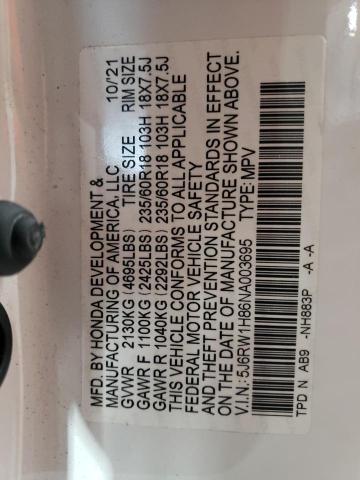 MFD. BY HONDA DEVELOPMENT &
MANUFACTURING OF AMERICA, LLC 10/'21
GVWR 2130KG (4695LBS) TIRE SIZE RIM SIZE
GAWR F 1100KG (2425LBS) 235/60R18 103H 18X7.5J
GAWR R 1040KG (2292LBS) 235/60R18 103H 18X7.5J
THIS VEHICLE CONFORMS TO ALL APPLICABLE
FEDERAL MOTOR VEHICLE SAFETY
AND THEFT PREVENTION STANDARDS IN EFFECT
ON THE DATE OF MANUFACTURE SHOWN ABOVE.
V.I.N.: 5J6RW1H86NA003695 TYPE: MPV
TPD N AB9 -NH883P -A -A